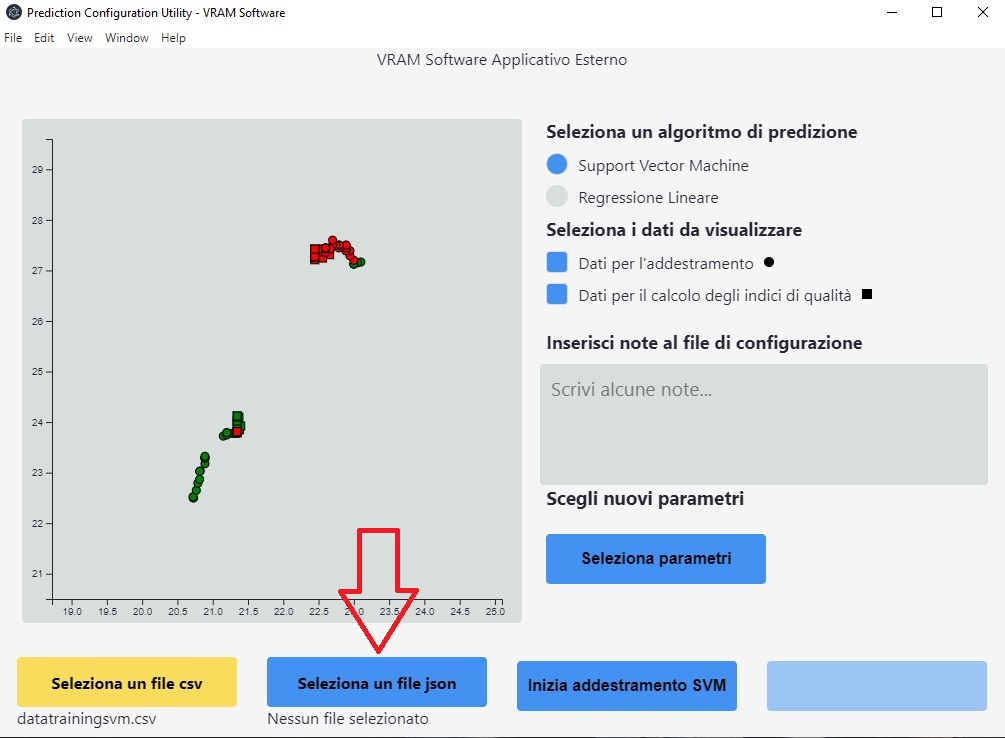 Prediction Configuration Utility - VRAM Software
File Edit View Window Help
VRAM Software Applicativo Esterno
Seleziona un algoritmo di predizione
Support Vector Machine
Regressione Lineare
Seleziona i dati da visualizzare
Dati per l'addestramento
Dati per il calcolo degli indici di qualità
Inserisci note al file di configurazione
Scrivi alcune note...
Scegli nuovi parametri
Seleziona parametri
29
28
27
26
25
24
23
22
21
19.0 19.5 20.0 20.5 21.0 21.5 22.0 22.5 23.5 24.0 24.5 25.0
Seleziona un file csv
datatrainingsvm.csv
Seleziona un file json
Nessun file selezionato
Inizia addestramento SVM